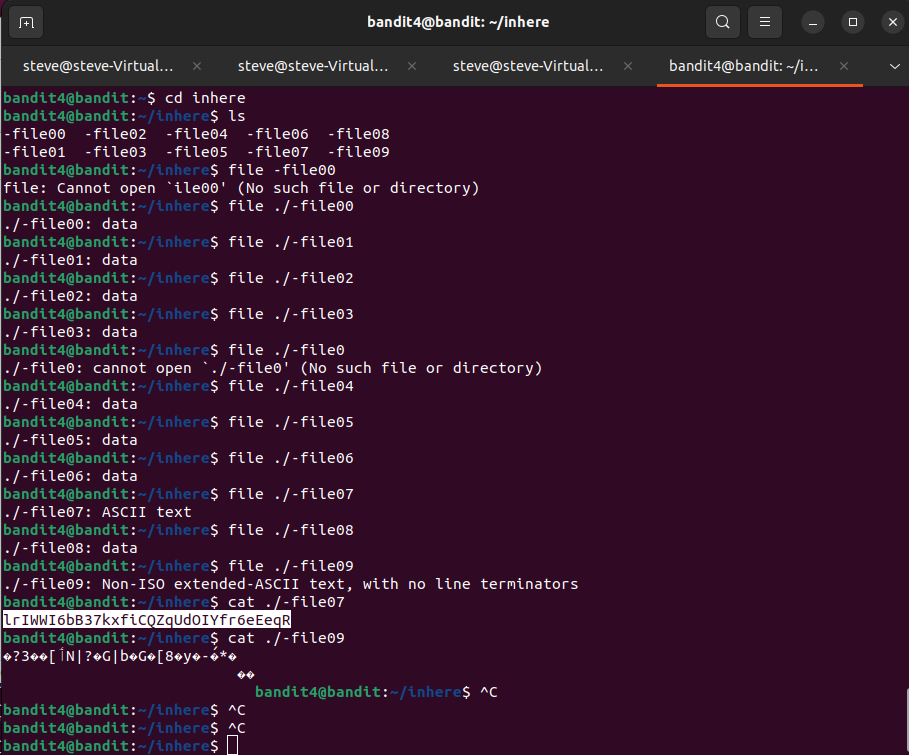 bandit4@bandit: ~/inhere
steve@steve-Virtual... × steve@steve-Virtual... × steve@steve-Virtual... × bandit4@bandit: ~/i... ×
bandit4@bandit:~$ cd inhere
bandit4@bandit:~/inhere$ ls
-file00  -file02  -file04  -file06  -file08
-file01  -file03  -file05  -file07  -file09
bandit4@bandit:~/inhere$ file -file00
file: Cannot open `ile00' (No such file or directory)
bandit4@bandit:~/inhere$ file ./-file00
./-file00: data
bandit4@bandit:~/inhere$ file ./-file01
./-file01: data
bandit4@bandit:~/inhere$ file ./-file02
./-file02: data
bandit4@bandit:~/inhere$ file ./-file03
./-file03: data
bandit4@bandit:~/inhere$ file ./-file0
./-file0: cannot open `./-file0' (No such file or directory)
bandit4@bandit:~/inhere$ file ./-file04
./-file04: data
bandit4@bandit:~/inhere$ file ./-file05
./-file05: data
bandit4@bandit:~/inhere$ file ./-file06
./-file06: data
bandit4@bandit:~/inhere$ file ./-file07
./-file07: ASCII text
bandit4@bandit:~/inhere$ file ./-file08
./-file08: data
bandit4@bandit:~/inhere$ file ./-file09
./-file09: Non-ISO extended-ASCII text, with no line terminators
bandit4@bandit:~/inhere$ cat ./-file07
lrIWWI6bB37kxfiCQZqUdOIYfr6eEeqR
bandit4@bandit:~/inhere$ cat ./-file09
�?3��[�N|?�G|b�G�[8�y�-�*�
��
bandit4@bandit:~/inhere$ ^C
bandit4@bandit:~/inhere$ ^C
bandit4@bandit:~/inhere$ ^C
bandit4@bandit:~/inhere$